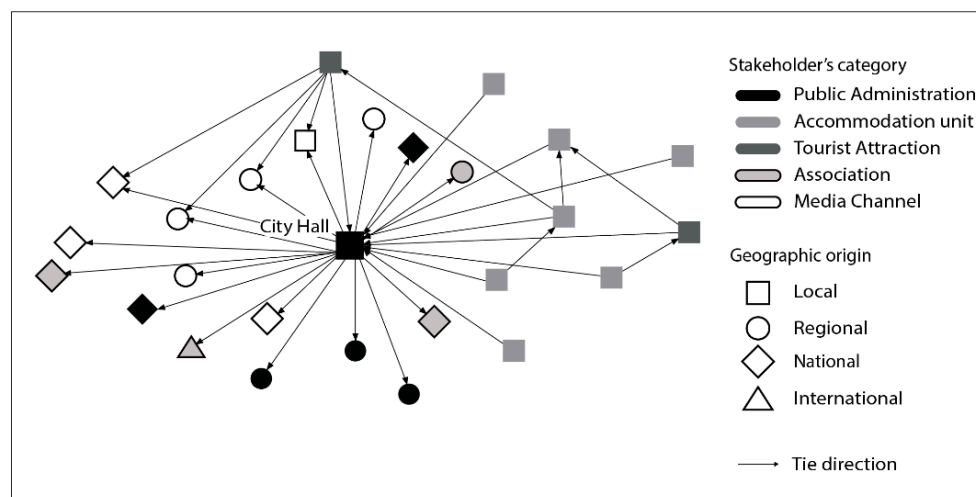 City Hall
Stakeholder's category
Public Administration
Accommodation unit
Tourist Attraction
Association
Media Channel
Geographic origin
Local
Regional
National
International
Tie direction